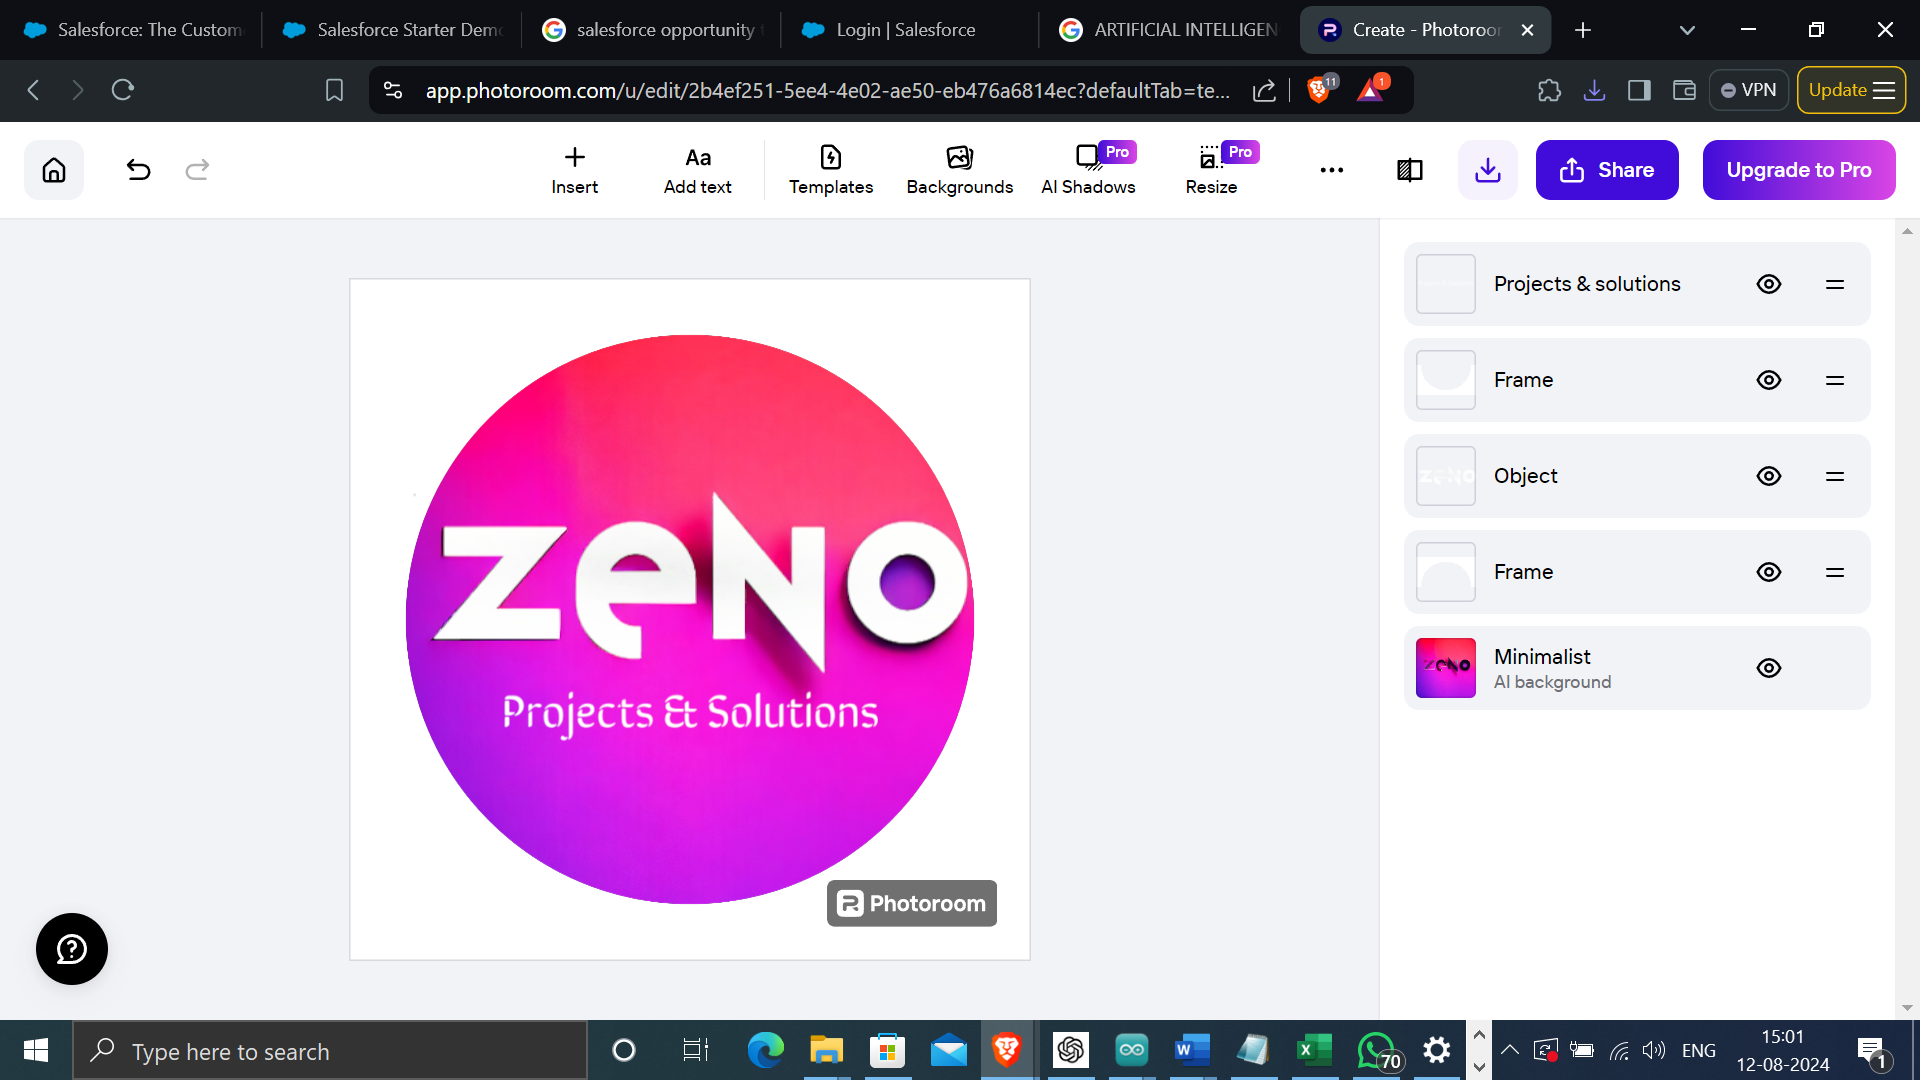 Salesforce: The Custom
Salesforce Starter Dem
salesforce opportunity
Login | Salesforce
ARTIFICIAL INTELLIGEN
Create - Photoroom
app.photoroom.com/u/edit/2b4ef251-5ee4-4e02-ae50-eb476a6814ec?defaultTab=te...
11
1
VPN
Update
Insert
Aa
Add text
Templates
Backgrounds
Pro
AI Shadows
Pro
Resize
Share
Upgrade to Pro
Projects & solutions
Frame
Object
Frame
Minimalist
AI background
ZENO
ZeNO
ZENO
Projects & Solutions
Photoroom
Type here to search
70
ENG
15:01
12-08-2024
1